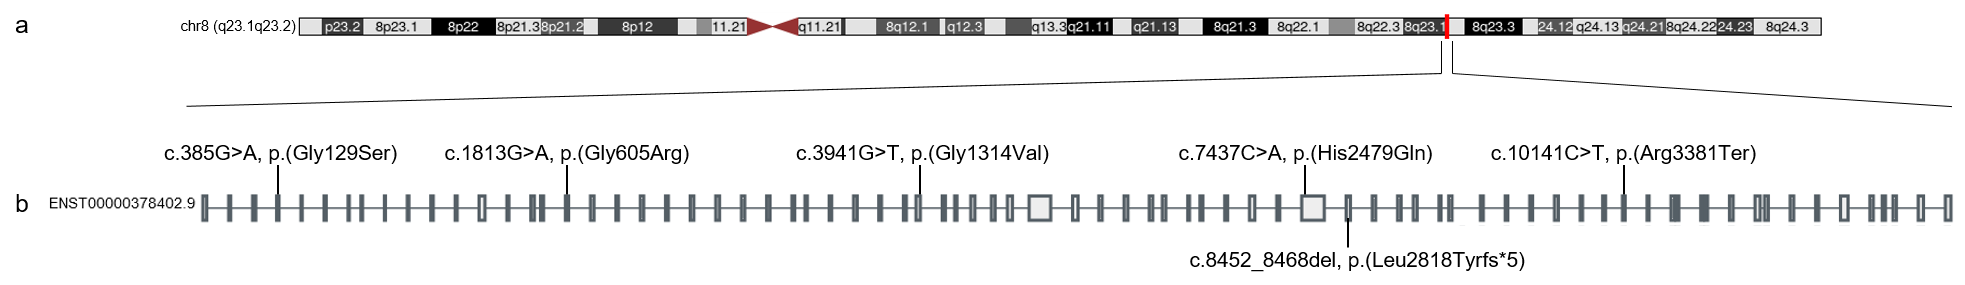 a
chr8 (q23.1q23.2)
p23.2 8p23.1 8p22 8p21.3 8p21.2 8p12 11.21 q11.21 8q12.1 q12.3 q13.3 q21.11 q21.13 8q21.3 8q22.1 8q22.3 8q23.1 8q23.3 24.12 q24.13 q24.21 8q24.22 24.23 8q24.3
c.385G>A, p.(Gly129Ser) c.1813G>A, p.(Gly605Arg) c.3941G>T, p.(Gly1314Val) c.7437C>A, p.(His2479Gln) c.10141C>T, p.(Arg3381Ter)
b
ENST00000378402.9
c.8452_8468del, p.(Leu2818Tyrfs*5)